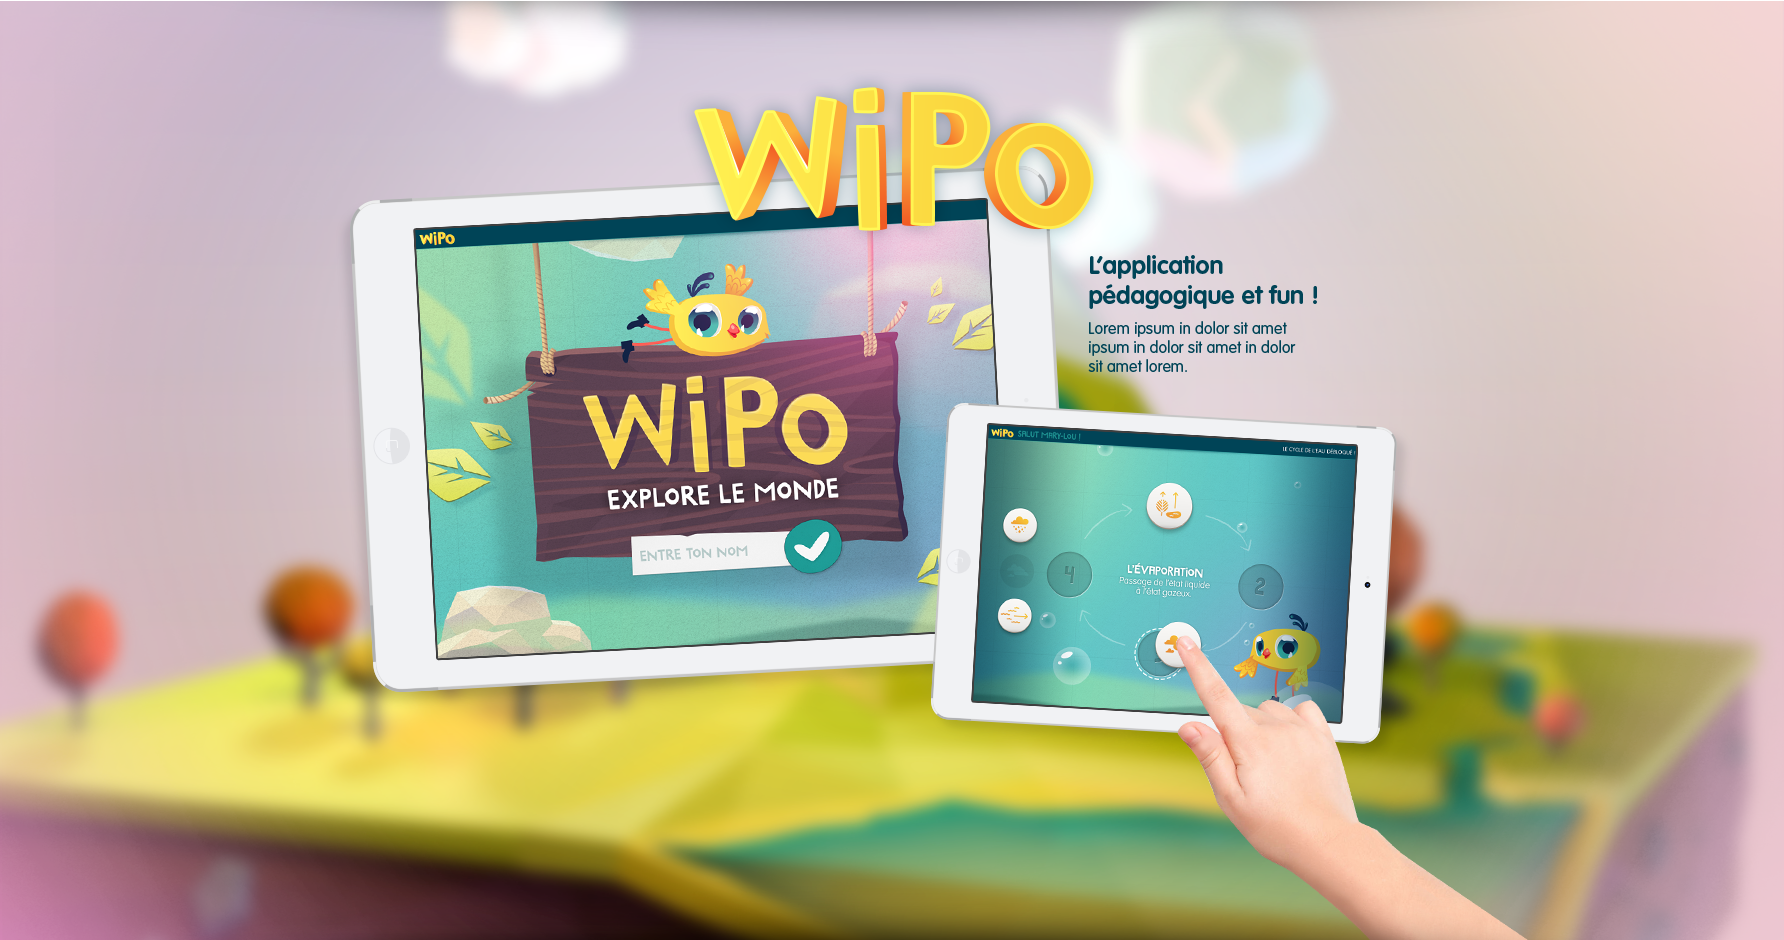 WiPo
L'application
pédagogique et fun !
Lorem ipsum in dolor sit amet
ipsum in dolor sit amet in dolor
sit amet lorem.
WiPo
WiPo
EXPLORE LE MONDE
ENTRE TON NOM
WiPo SALUT MARY-LOU !
LE CYCLE DE L'EAU DÉBLOQUÉ !
4
L'ÉVAPORATION
Passage de l'état liquide
à l'état gazeux.
2